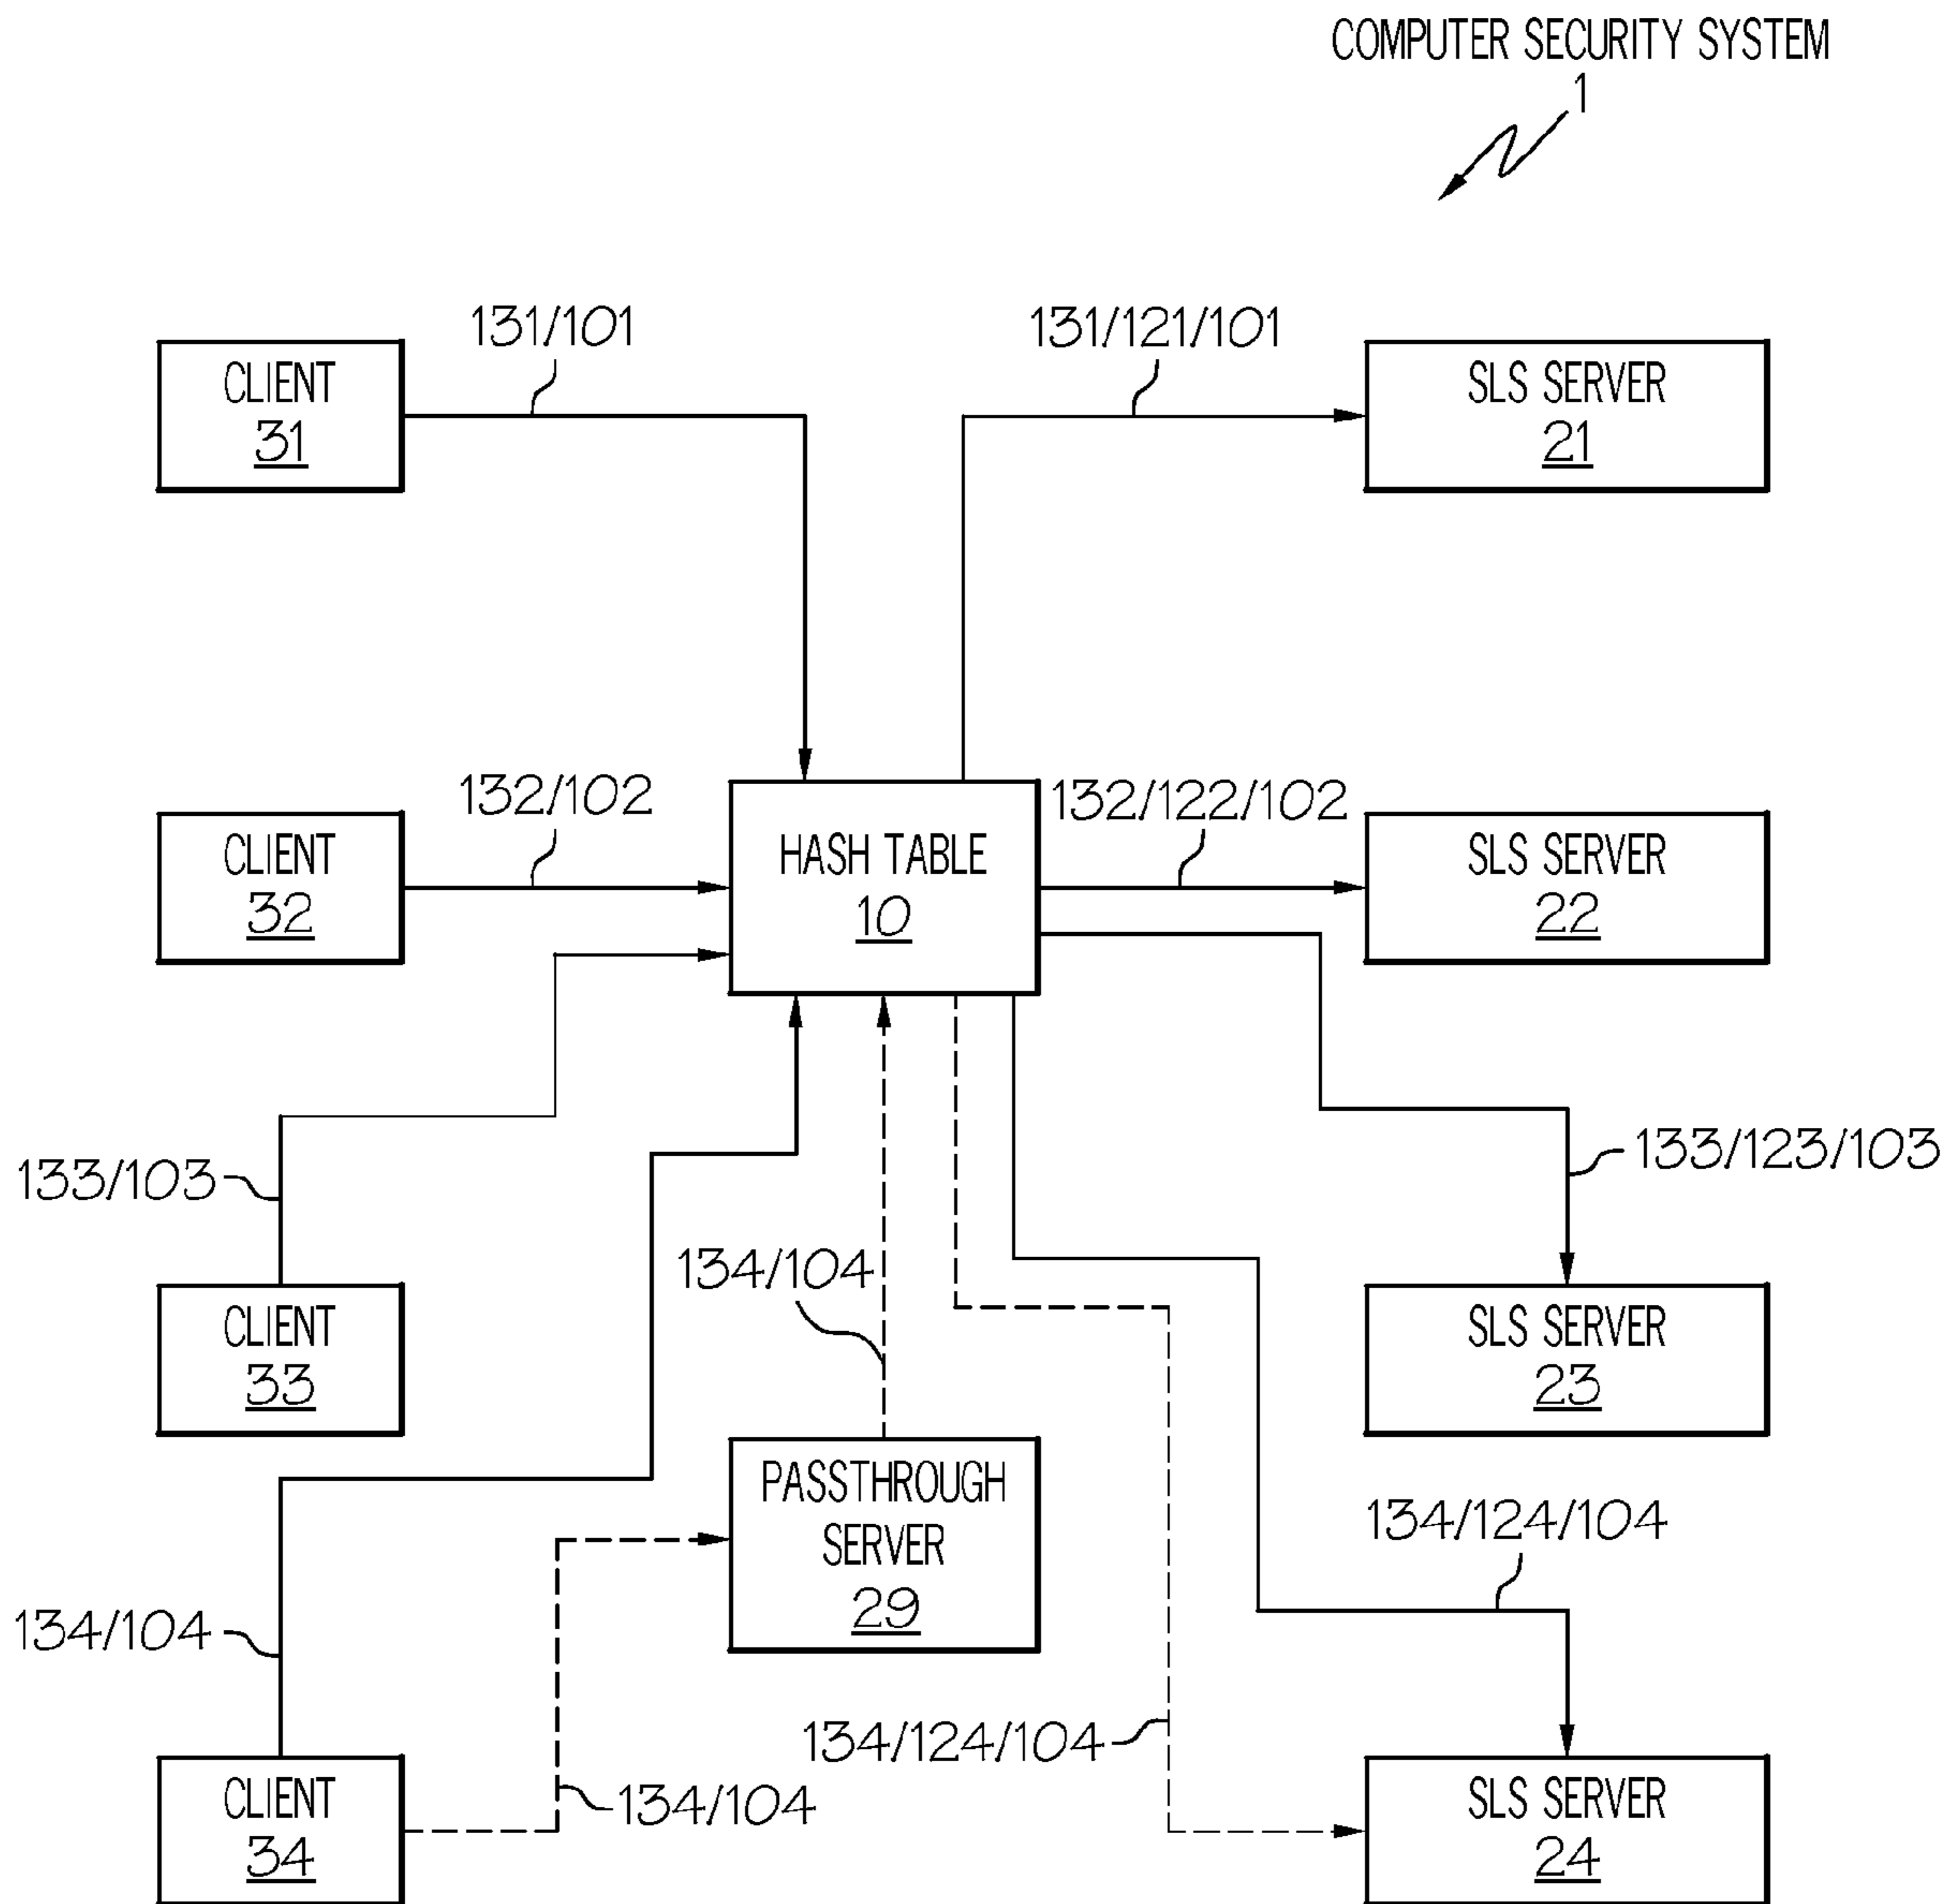 COMPUTER SECURITY SYSTEM
1
131/101
131/121/101
CLIENT
31
SLS SERVER
21
132/102
132/122/102
CLIENT
32
HASH TABLE
10
SLS SERVER
22
133/103
133/123/103
134/104
CLIENT
33
SLS SERVER
23
PASSTHROUGH
SERVER
29
134/124/104
134/104
134/124/104
134/104
CLIENT
34
SLS SERVER
24